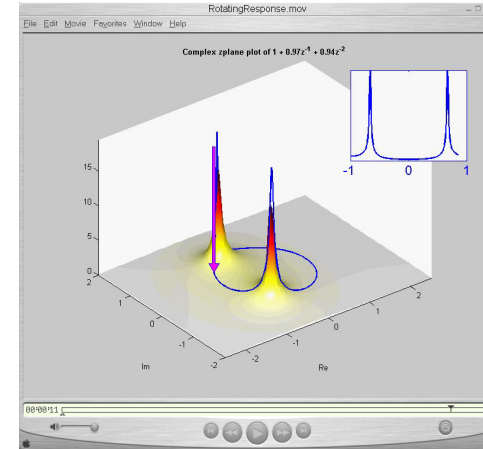 RotatingResponse.mov
File Edit Movie Favorites Window Help
Complex zplane plot of 1 + 0.97z^-1 + 0.94z^-2
-1 0 1
15
10
5
0
2
1
0
-1
-2
Im
-2
-1
0
1
2
Re
00:00:11